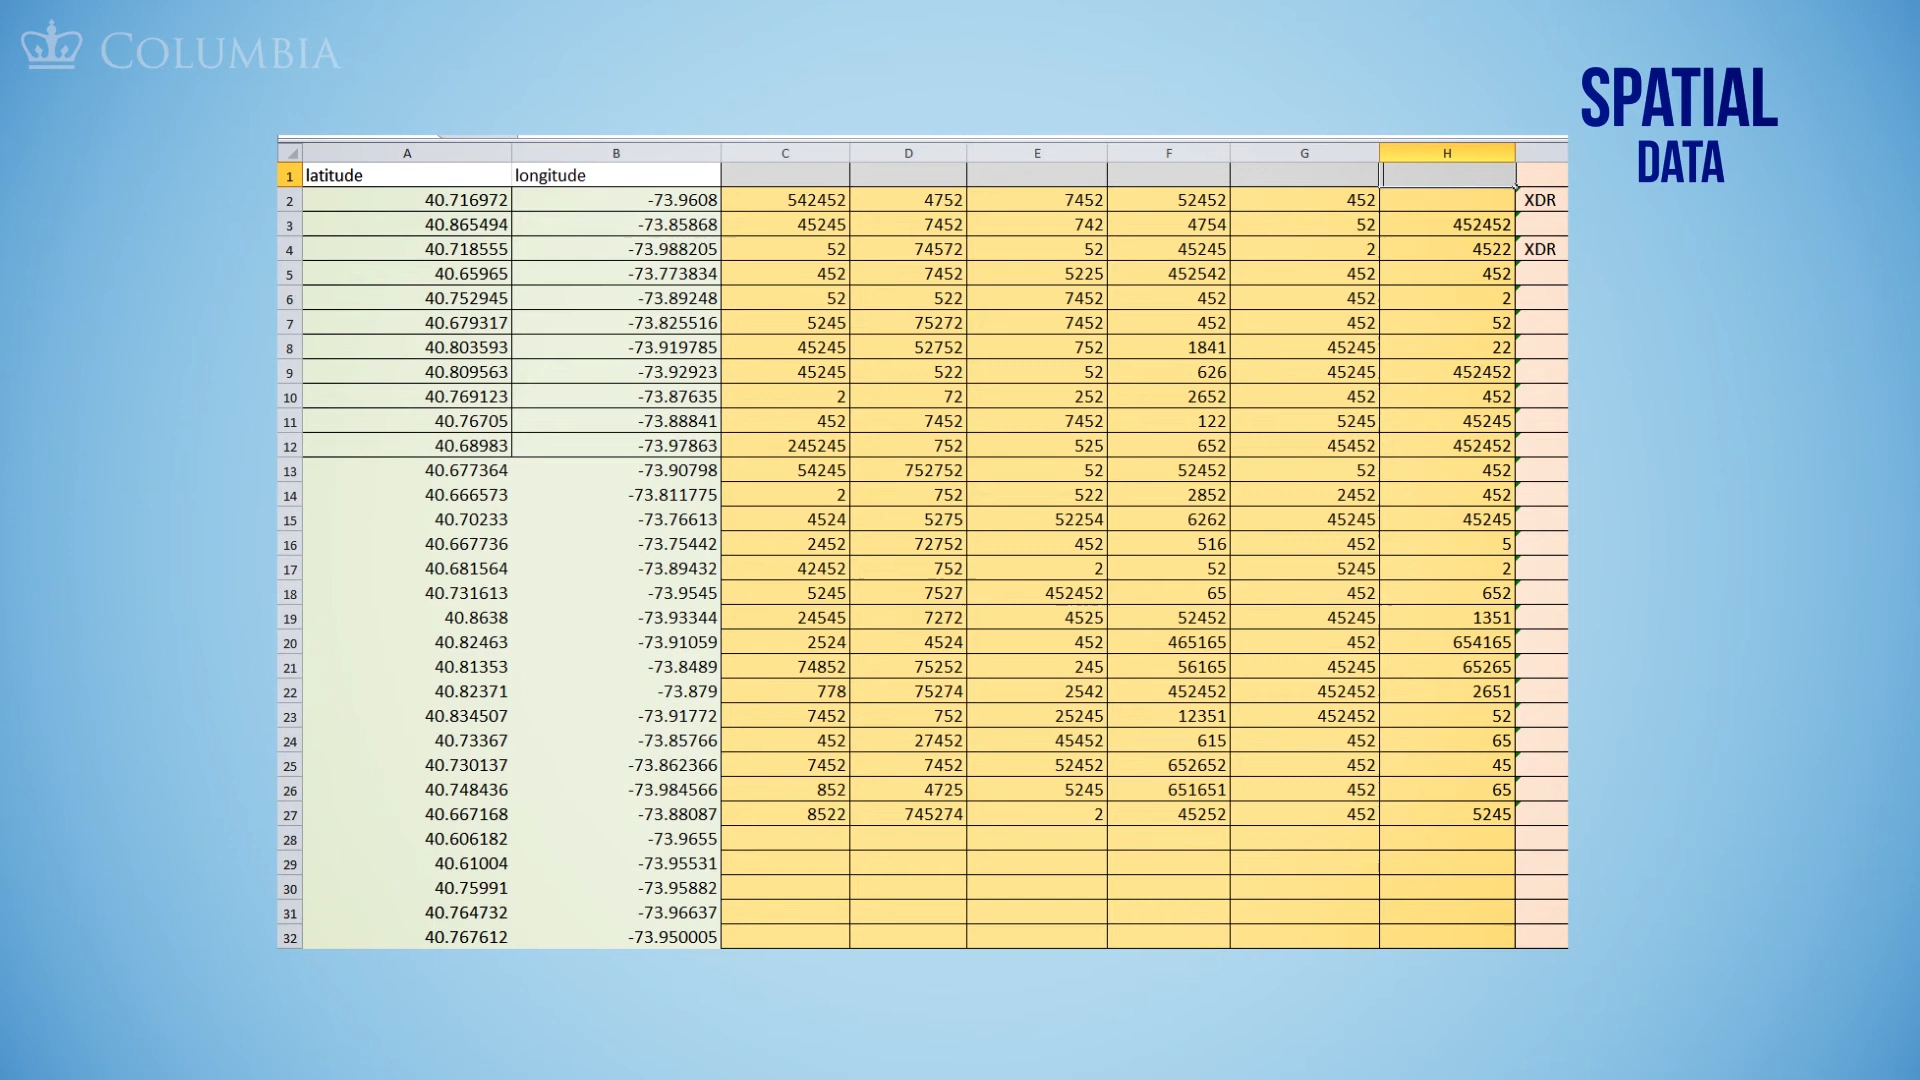 COLUMBIA
SPATIAL
DATA
A B C D E F G H
1 latitude longitude
2 40.716972 -73.9608 542452 4752 7452 52452 452 XDR
3 40.865494 -73.85868 45245 7452 742 4754 52 452452
4 40.718555 -73.988205 52 74572 52 45245 2 4522 XDR
5 40.65965 -73.773834 452 7452 5225 452542 452 452
6 40.752945 -73.89248 52 522 7452 452 452 2
7 40.679317 -73.825516 5245 75272 7452 452 452 52
8 40.803593 -73.919785 45245 52752 752 1841 45245 22
9 40.809563 -73.92923 45245 522 52 626 45245 452452
10 40.769123 -73.87635 2 72 252 2652 452 452
11 40.76705 -73.88841 452 7452 7452 122 5245 45245
12 40.68983 -73.97863 245245 752 525 652 45452 452452
13 40.677364 -73.90798 54245 752752 52 52452 52 452
14 40.666573 -73.811775 2 752 522 2852 2452 452
15 40.70233 -73.76613 4524 5275 52254 6262 45245 45245
16 40.667736 -73.75442 2452 72752 452 516 452 5
17 40.681564 -73.89432 42452 752 2 52 5245 2
18 40.731613 -73.9545 5245 7527 452452 65 452 652
19 40.8638 -73.93344 24545 7272 4525 52452 45245 1351
20 40.82463 -73.91059 2524 4524 452 465165 452 654165
21 40.81353 -73.8489 74852 75252 245 56165 45245 65265
22 40.82371 -73.879 778 75274 2542 452452 452452 2651
23 40.834507 -73.91772 7452 752 25245 12351 452452 52
24 40.73367 -73.85766 452 27452 45452 615 452 65
25 40.730137 -73.862366 7452 7452 52452 652652 452 45
26 40.748436 -73.984566 852 4725 5245 651651 452 65
27 40.667168 -73.88087 8522 745274 2 45252 452 5245
28 40.606182 -73.9655
29 40.61004 -73.95531
30 40.75991 -73.95882
31 40.764732 -73.96637
32 40.767612 -73.950005